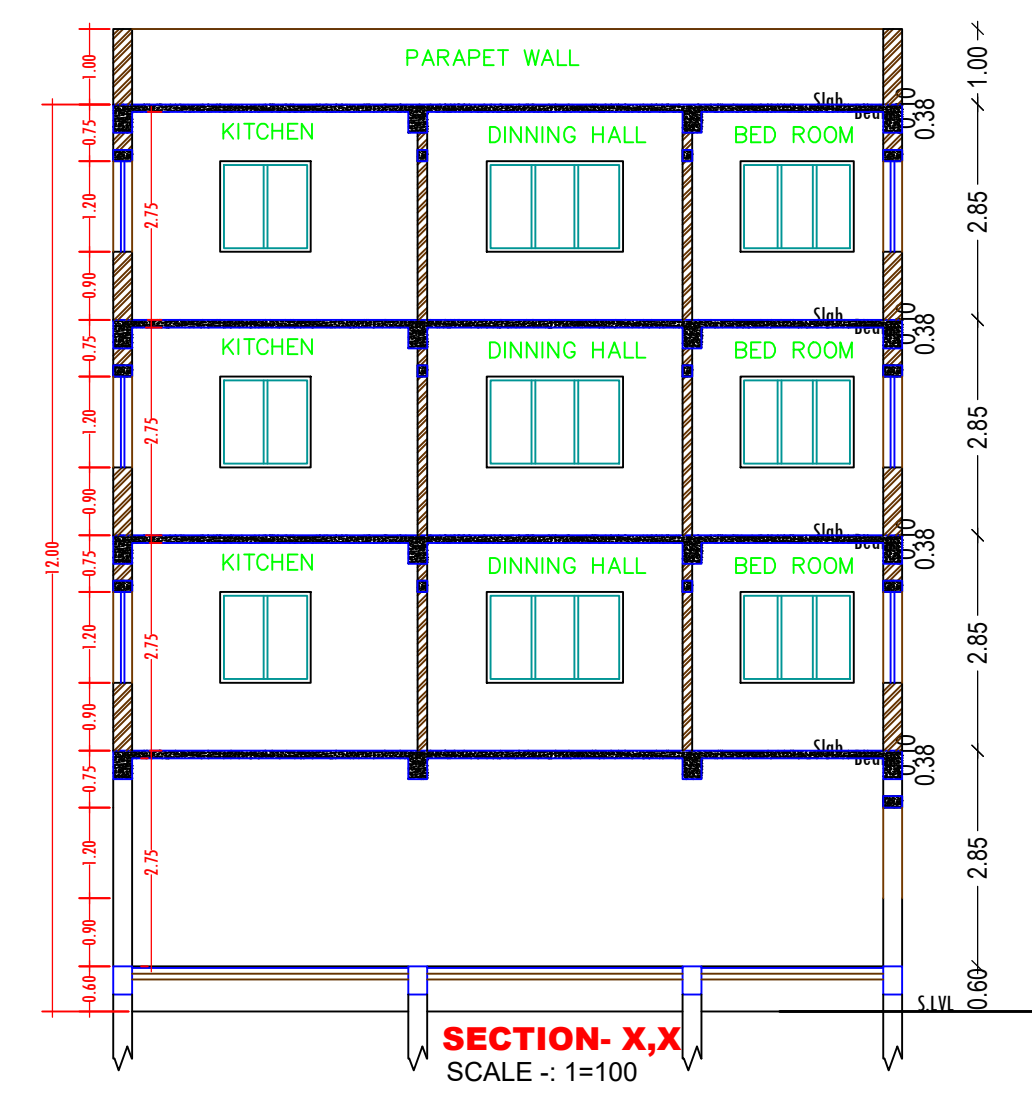 PARAPET WALL
1.00
1.00
Slab
0.38
0.75
KITCHEN
DINNING HALL
BED ROOM
1.20
2.75
2.85
0.90
Slab
0.38
0.75
KITCHEN
DINNING HALL
BED ROOM
1.20
2.75
2.85
0.90
12.00
Slab
0.38
0.75
KITCHEN
DINNING HALL
BED ROOM
1.20
2.75
2.85
0.90
Slab
0.38
0.75
1.20
2.75
2.85
0.90
0.60
0.60
S.LVL
SECTION- X,X
SCALE -: 1=100